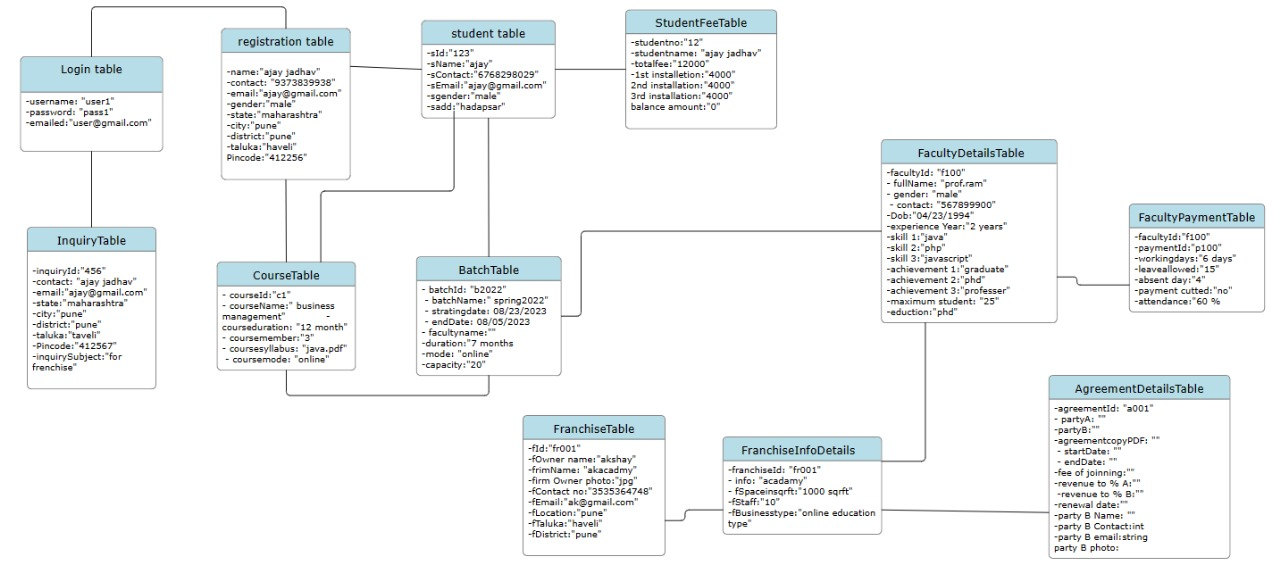 Login table
-username: "user1"
-password: "pass1"
-emailed:"user@gmail.com"
registration table
-name:"ajay jadhav"
-contact: "9373839938"
-email:"ajay@gmail.com"
-gender:"male"
-state:"maharashtra"
-city:"pune"
-district:"pune"
-taluka:"haveli"
Pincode:"412256"
student table
-sId:"123"
-sName:"ajay"
-sContact:"6768298029"
-sEmail:"ajay@gmail.com"
-sgender:"male"
-sadd:"hadapsar"
StudentFeeTable
-studentno:"12"
-studentname: "ajay jadhav"
-totalfee:"12000"
-1st installetion:"4000"
2nd installation:"4000"
3rd installation:"4000"
balance amount:"0"
InquiryTable
-inquiryId:"456"
-contact: "ajay jadhav"
-email:"ajay@gmail.com"
-state:"maharashtra"
-city:"pune"
-district:"pune"
-taluka:"taveli"
-Pincode:"412567"
-inquirySubject:"for
frenchise"
CourseTable
- courseId:"c1"
- courseName:" business
management" -
courseduration: "12 month"
- coursemember:"3"
- coursesyllabus: "java.pdf"
- coursemode: "online"
BatchTable
- batchId: "b2022"
- batchName:" spring2022"
- stratingdate: 08/23/2023
- endDate: 08/05/2023
- facultyname:""
-duration:"7 months
-mode: "online"
-capacity:"20"
FacultyDetailsTable
-facultyId: "f100"
- fullName: "prof.ram"
- gender: "male"
- contact: "567899900"
-Dob:"04/23/1994"
-experience Year:"2 years"
-skill 1:"java"
-skill 2:"php"
-skill 3:"javascript"
-achievement 1:"graduate"
-achievement 2:"phd"
-achievement 3:"professer"
-maximum student: "25"
-eduction:"phd"
FacultyPaymentTable
-facultyId:"f100"
-paymentId:"p100"
-workingdays:"6 days"
-leaveallowed:"15"
-absent day:"4"
-payment cutted:"no"
-attendance:"60 %
FranchiseTable
-fId:"fr001"
-fOwner name:"akshay"
-frimName: "akacadmy"
-firm Owner photo:"jpg"
-fContact no:"3535364748"
-fEmail:"ak@gmail.com"
-fLocation:"pune"
-fTaluka:"haveli"
-fDistrict:"pune"
FranchiseInfoDetails
-franchiseId: "fr001"
- info: "acadamy"
- fSpaceinsqrft:"1000 sqrft"
-fStaff:"10"
-fBusinesstype:"online education
type"
AgreementDetailsTable
-agreementId: "a001"
- partyA: ""
-partyB:""
-agreementcopyPDF: ""
- startDate: ""
- endDate: ""
-fee of joinning:""
-revenue to % A:""
-revenue to % B:""
-renewal date:""
-party B Name: ""
-party B Contact:int
-party B email:string
party B photo: